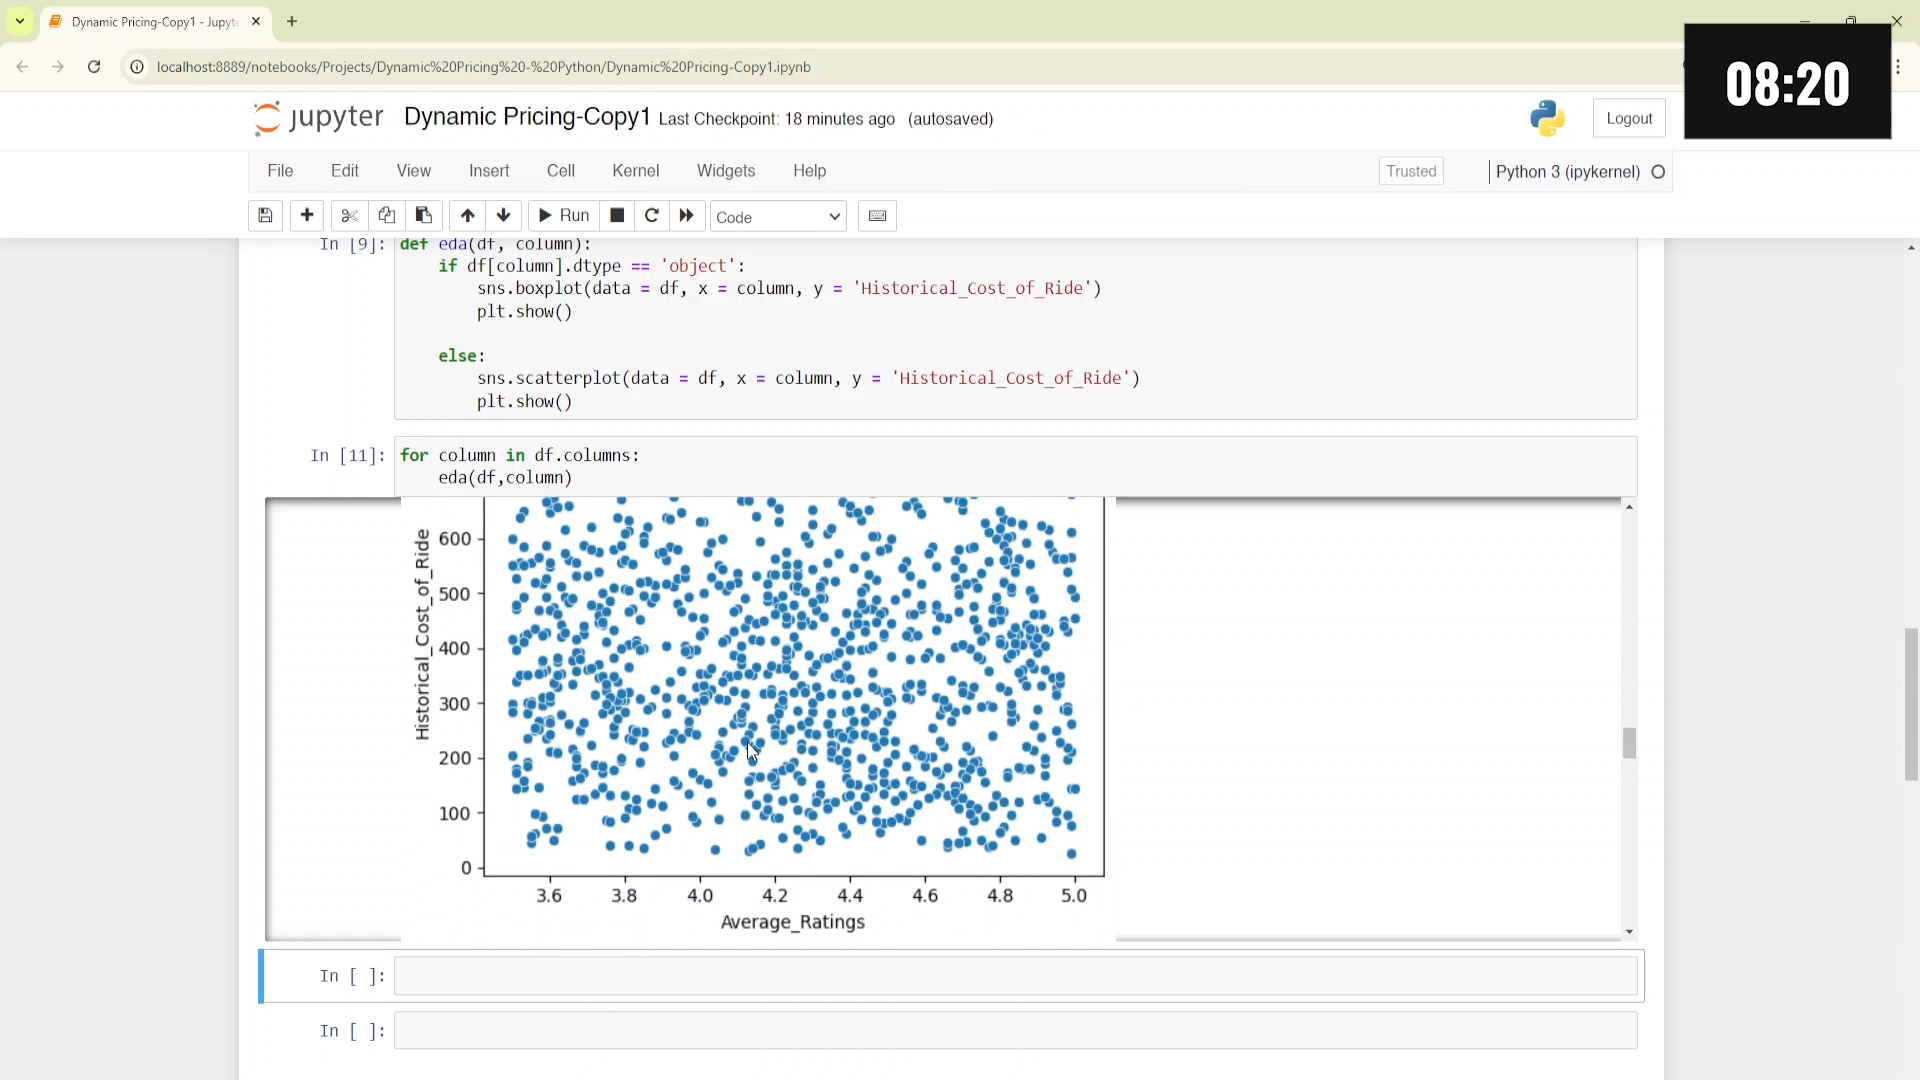 Dynamic Pricing-Copy1 - Jupyt
localhost:8889/notebooks/Projects/Dynamic%20Pricing%20-%20Python/Dynamic%20Pricing-Copy1.ipynb
08:20
jupyter Dynamic Pricing-Copy1 Last Checkpoint: 18 minutes ago (autosaved)
Logout
File Edit View Insert Cell Kernel Widgets Help
Trusted
Python 3 (ipykernel)
Run
Code
In [9]: def eda(df, column):
if df[column].dtype == 'object':
sns.boxplot(data = df, x = column, y = 'Historical_Cost_of_Ride')
plt.show()
else:
sns.scatterplot(data = df, x = column, y = 'Historical_Cost_of_Ride')
plt.show()
In [11]: for column in df.columns:
eda(df,column)
Historical_Cost_of_Ride
600
500
400
300
200
100
0
3.6 3.8 4.0 4.2 4.4 4.6 4.8 5.0
Average_Ratings
In [ ]:
In [ ]: